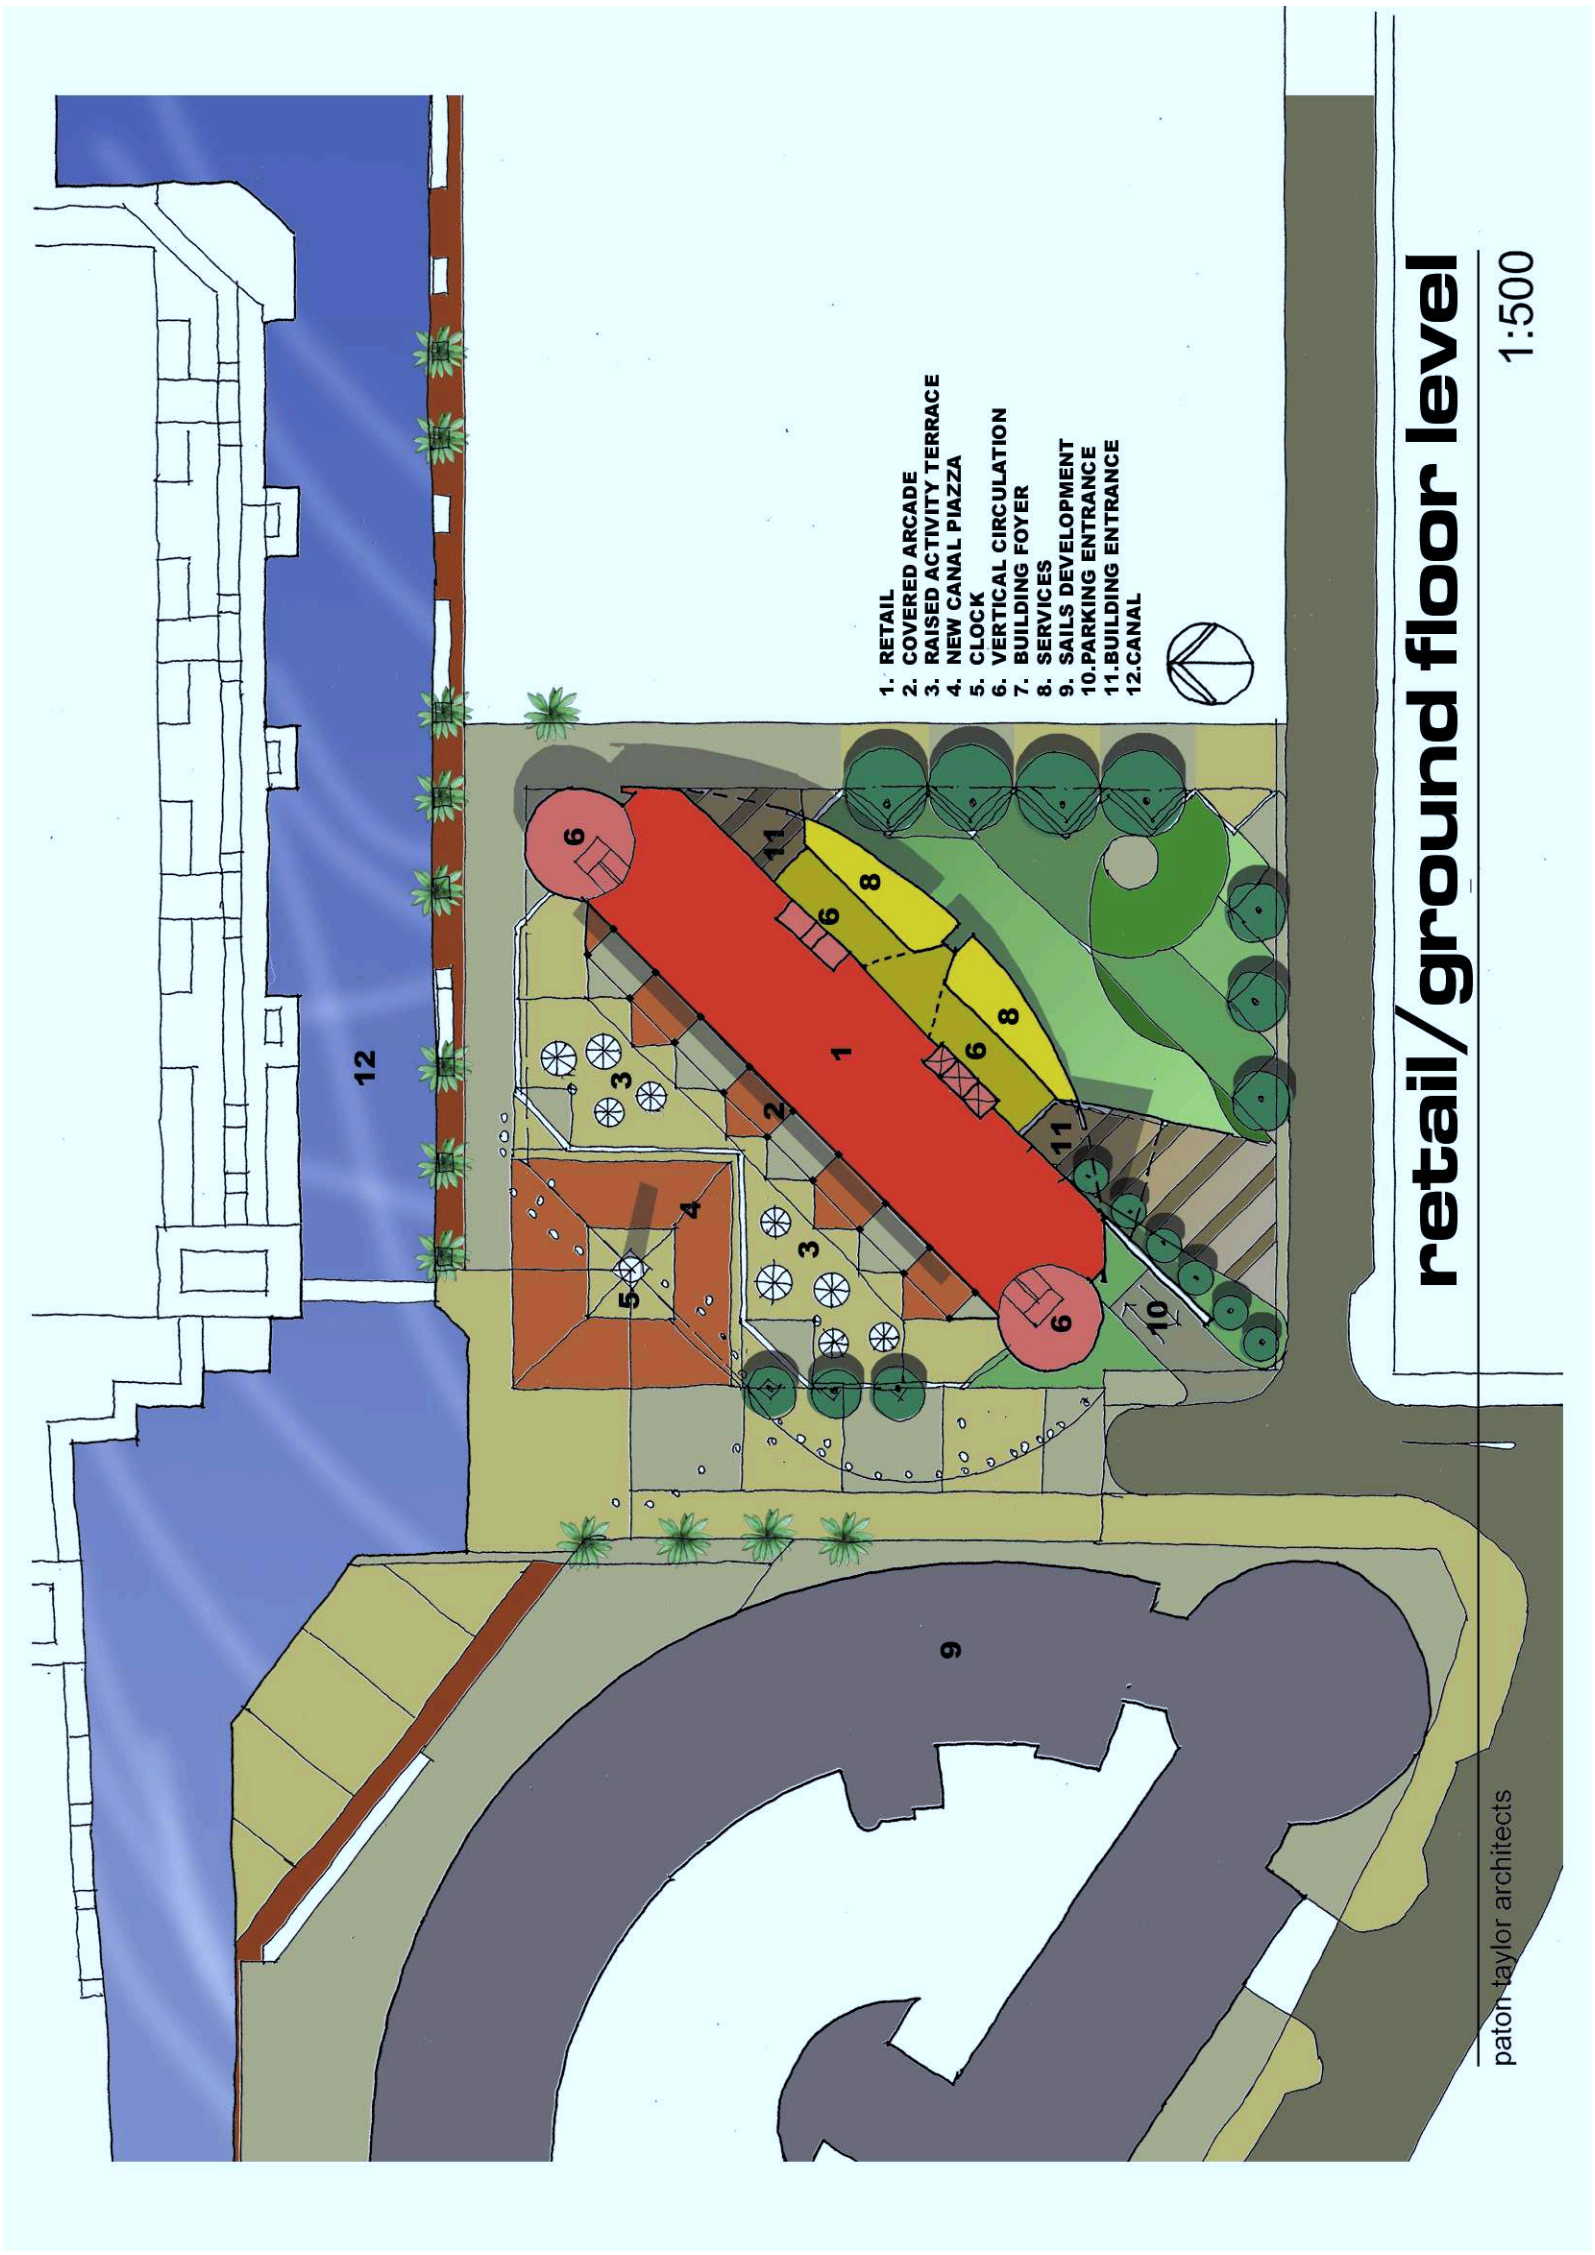 12
6
11
8
6
3
1
8
6
2
4
3
11
5
6
10
9
1. RETAIL
2. COVERED ARCADE
3. RAISED ACTIVITY TERRACE
4. NEW CANAL PIAZZA
5. CLOCK
6. VERTICAL CIRCULATION
7. BUILDING FOYER
8. SERVICES
9. SAILS DEVELOPMENT
10.PARKING ENTRANCE
11.BUILDING ENTRANCE
12.CANAL
retail/ground floor level
1:500
paton taylor architects